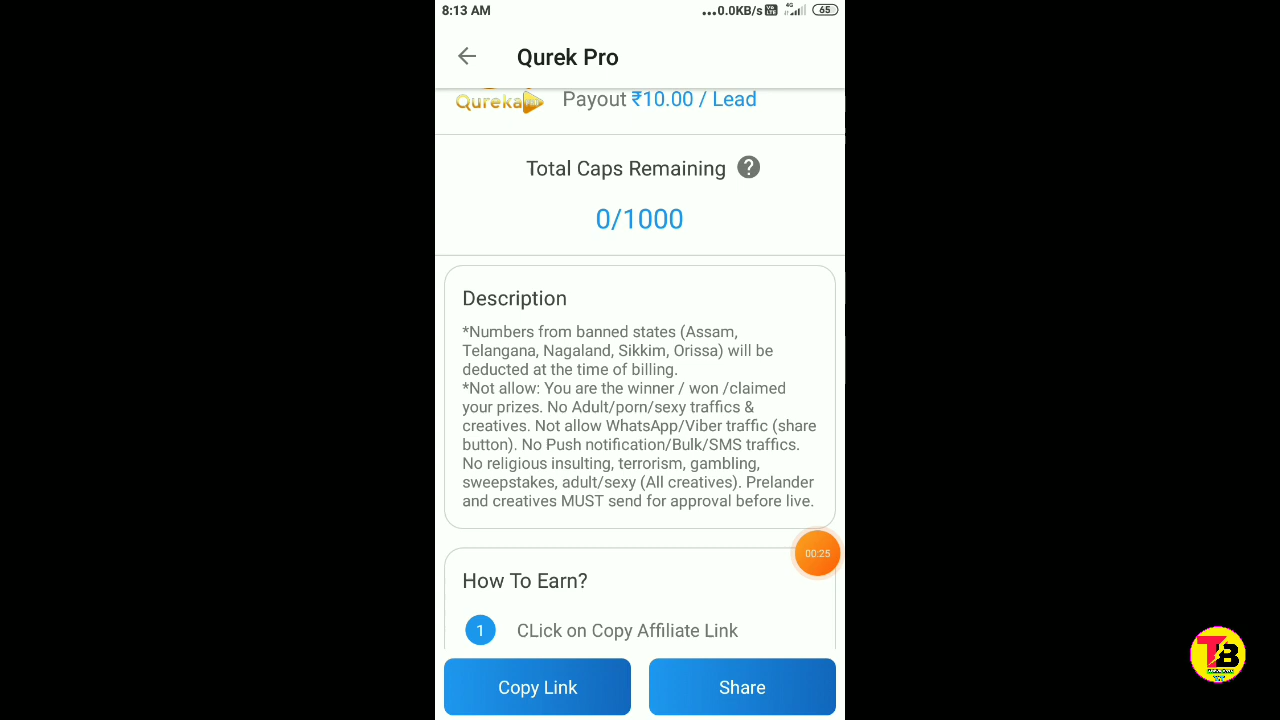 8:13 AM
...0.0KB/s Vo LTE 4G 65
Qurek Pro
Qureka Payout ₹10.00 / Lead
Total Caps Remaining ?
0/1000
Description
*Numbers from banned states (Assam,
Telangana, Nagaland, Sikkim, Orissa) will be
deducted at the time of billing.
*Not allow: You are the winner / won /claimed
your prizes. No Adult/porn/sexy traffics &
creatives. Not allow WhatsApp/Viber traffic (share
button). No Push notification/Bulk/SMS traffics.
No religious insulting, terrorism, gambling,
sweepstakes, adult/sexy (All creatives). Prelander
and creatives MUST send for approval before live.
00:25
How To Earn?
1 CLick on Copy Affiliate Link
Copy Link
Share
TB